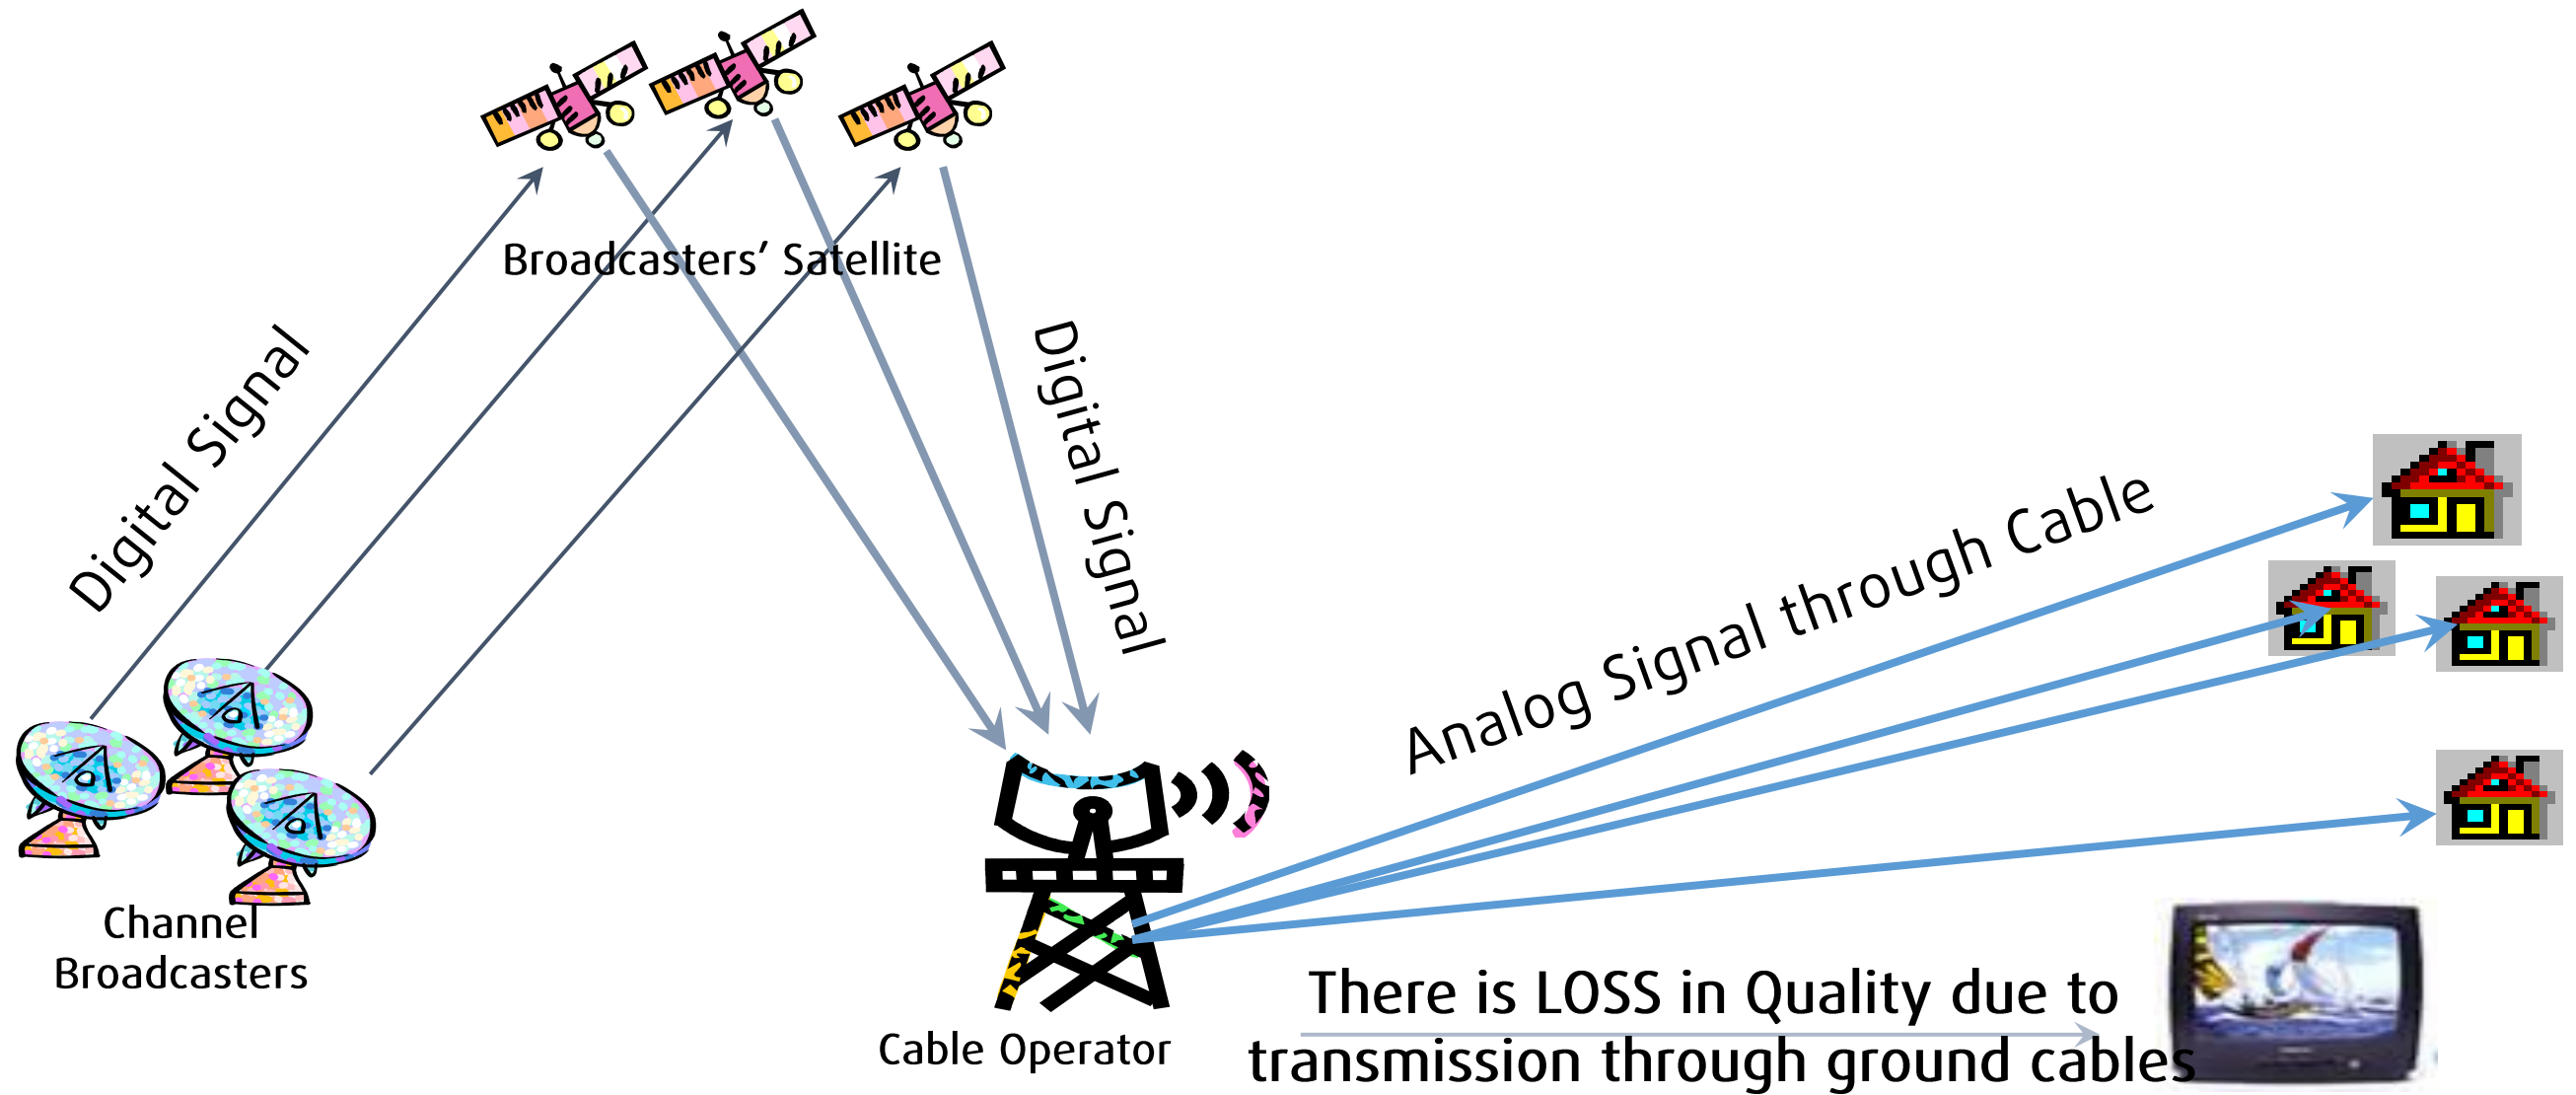 Broadcasters’ Satellite
Digital Signal
Digital Signal
Analog Signal through Cable
Channel
Broadcasters
Cable Operator
There is LOSS in Quality due to
transmission through ground cables